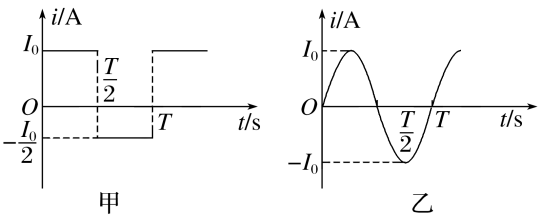 i/A
I₀
T/2
O
T
t/s
-I₀/2
甲
i/A
I₀
O
T/2
T
t/s
-I₀
乙